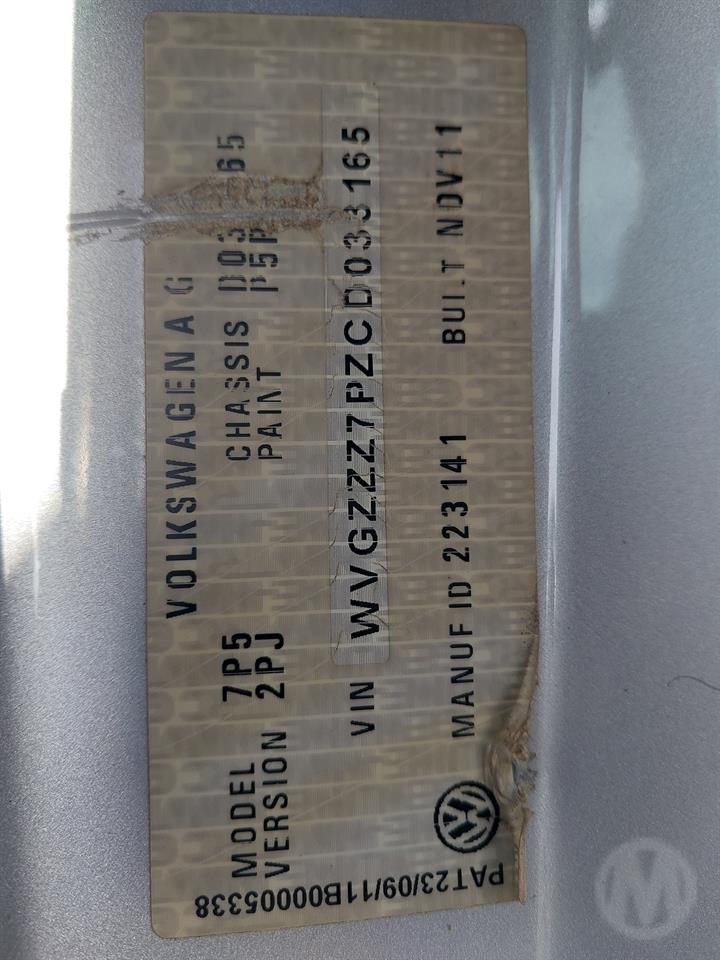 VOLKSWAGEN AG
MODEL 7P5 CHASSIS
VERSION 2PJ PAINT
VIN WVGZZZ7PZCD033165
MANUF ID 223141 BUILT NOV11
PAT23/09/11B00005338